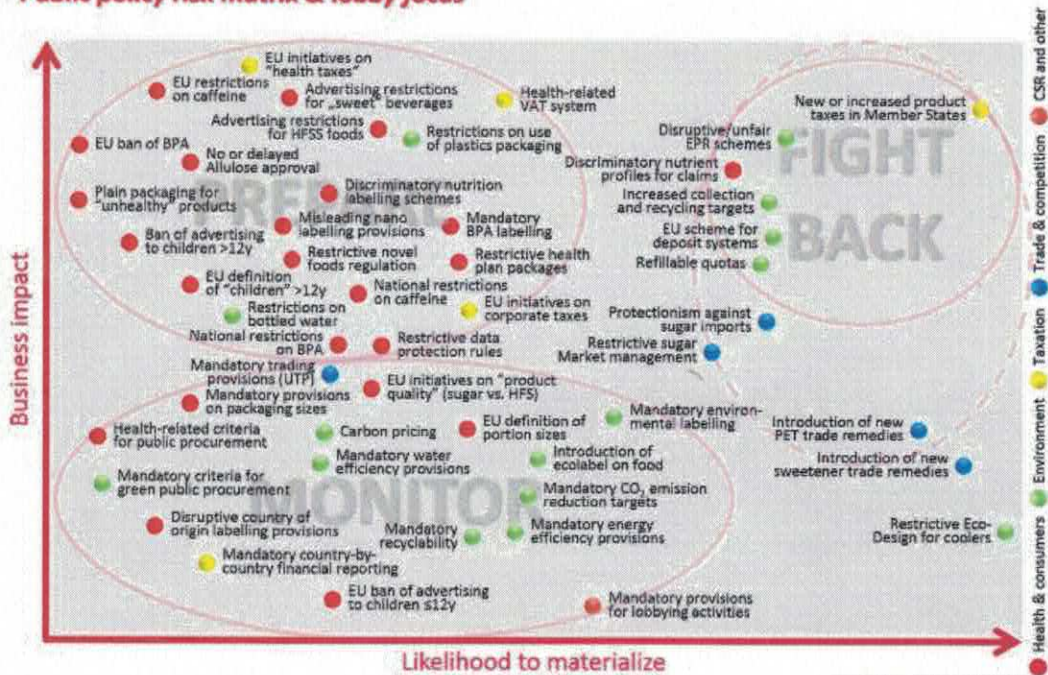 Public policy risk matrix & lobby focus
EU initiatives on
"health taxes"
EU restrictions
on caffeine
Advertising restrictions
for „sweet" beverages
Health-related
VAT system
New or increased product
taxes in Member States
Advertising restrictions
for HFSS foods
Restrictions on use
of plastics packaging
Disruptive/unfair
EPR schemes
FIGHT
BACK
EU ban of BPA
No or delayed
Allulose approval
Discriminatory nutrient
profiles for claims
PREPARE
Plain packaging for
"unhealthy" products
Discriminatory nutrition
labelling schemes
Increased collection
and recycling targets
Misleading nano
labelling provisions
Mandatory
BPA labelling
Ban of advertising
to children >12y
EU scheme for
deposit systems
Restrictive novel
foods regulation
Restrictive health
plan packages
Refillable quotas
EU definition
of "children" >12y
National restrictions
on caffeine
Restrictions on
bottled water
EU initiatives on
corporate taxes
Protectionism against
sugar imports
National restrictions
on BPA
Restrictive data
protection rules
Restrictive sugar
Market management
Mandatory trading
provisions (UTP)
EU initiatives on "product
quality" (sugar vs. HFS)
Mandatory provisions
on packaging sizes
Mandatory environ-
mental labelling
Health-related criteria
for public procurement
Carbon pricing
EU definition of
portion sizes
Introduction of new
PET trade remedies
Mandatory water
efficiency provisions
Introduction of
ecolabel on food
Introduction of new
sweetener trade remedies
Mandatory criteria for
green public procurement
MONITOR
Mandatory CO₂ emission
reduction targets
Disruptive country of
origin labelling provisions
Mandatory
recyclability
Mandatory energy
efficiency provisions
Restrictive Eco-
Design for coolers
Mandatory country-by-
country financial reporting
EU ban of advertising
to children ≤12y
Mandatory provisions
for lobbying activities
Business impact
Likelihood to materialize
Health & consumers
Environment
Taxation
Trade & competition
CSR and other